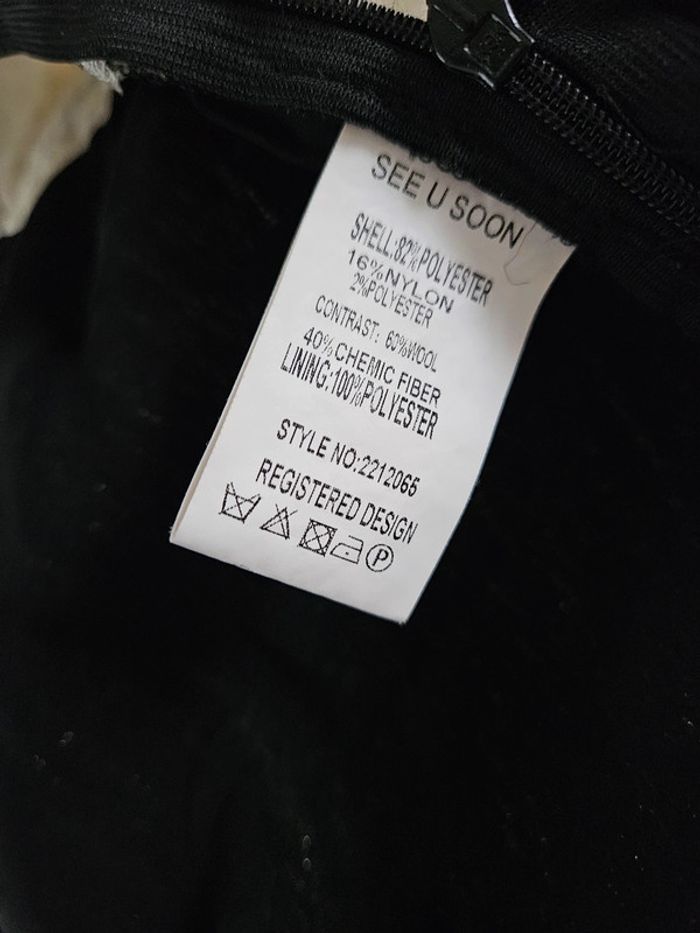 SEE U SOON
SHELL:82%POLYESTER
16%NYLON
2%POLYESTER
CONTRAST: 60%WOOL
40%CHEMIC FIBER
LINING:100%POLYESTER
STYLE NO:2212065
REGISTERED DESIGN
P